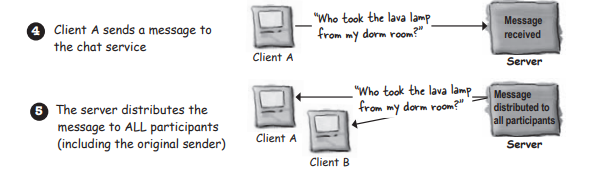 4 Client A sends a message to
the chat service
"Who took the lava lamp
from my dorm room?"
Client A
Message
received
Server
5 The server distributes the
message to ALL participants
(including the original sender)
"Who took the lava lamp
from my dorm room?"
Client A
Client B
Message
distributed to
all participants
Server